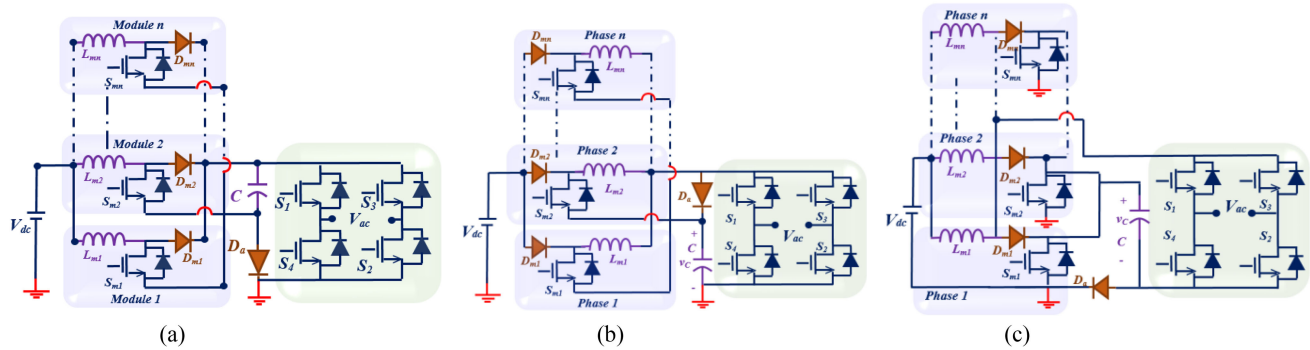 Module n
Lmn
Dmn
Smn
Module 2
Lm2
Dm2
Sm2
C
S1
S3
Vac
Vdc
Lm1
Dm1
Da
S4
S2
Sm1
Module 1
(a)
Phase n
Dmn
Lmn
Smn
Phase 2
Dm2
Lm2
Sm2
Da
S1
S3
Vdc
Vac
+
C
vC
-
S4
S2
Dm1
Lm1
Sm1
Phase 1
(b)
Phase n
Lmn
Dmn
Smn
Phase 2
Lm2
Dm2
Sm2
Vdc
+
vC
C
-
S1
S3
Vac
S4
S2
Lm1
Dm1
Sm1
Da
Phase 1
(c)